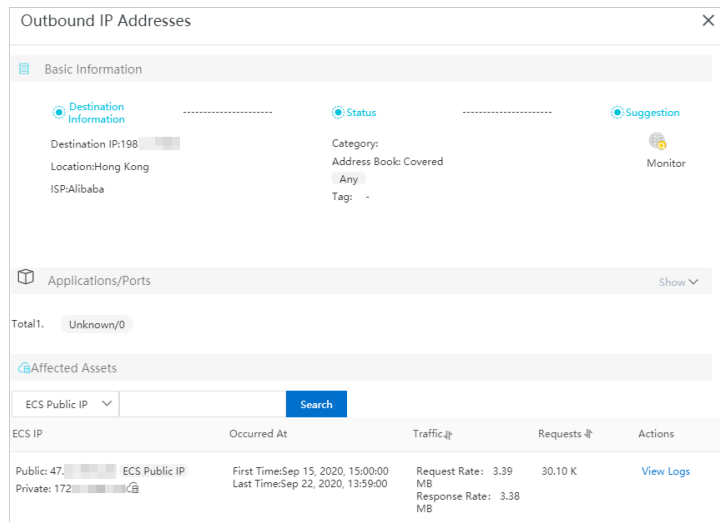 Outbound IP Addresses
Basic Information
Destination
Information
Status
Suggestion
Destination IP:198
Location:Hong Kong
ISP:Alibaba
Category:
Address Book: Covered
Any
Tag: -
Monitor
Applications/Ports
Show
Total1. Unknown/0
Affected Assets
ECS Public IP
Search
ECS IP Occurred At Traffic Requests Actions
Public: 47. ECS Public IP
Private: 172
First Time:Sep 15, 2020, 15:00:00
Last Time:Sep 22, 2020, 13:59:00
Request Rate: 3.39
MB
Response Rate: 3.38
MB
30.10 K
View Logs